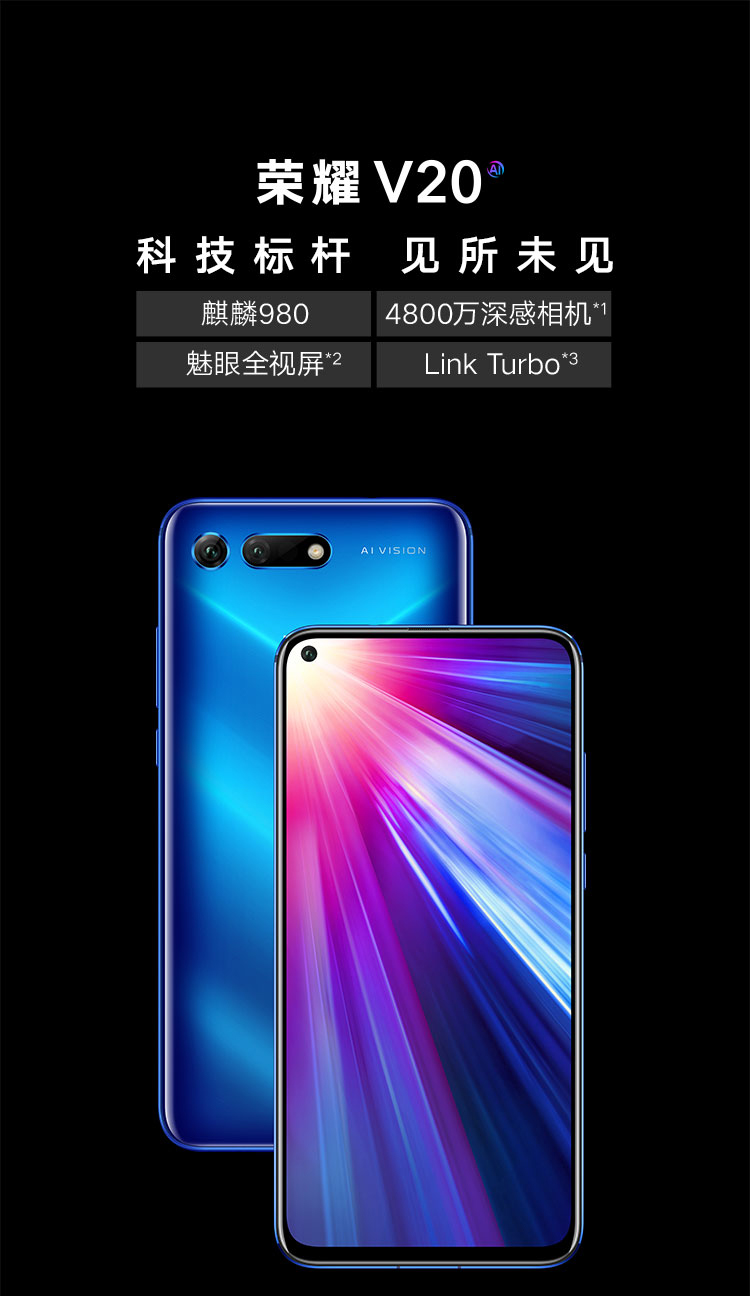 荣耀 V20 AI
科技标杆 见所未见
麒麟980
4800万深感相机*1
魅眼全视屏*2
Link Turbo*3
AI VISION